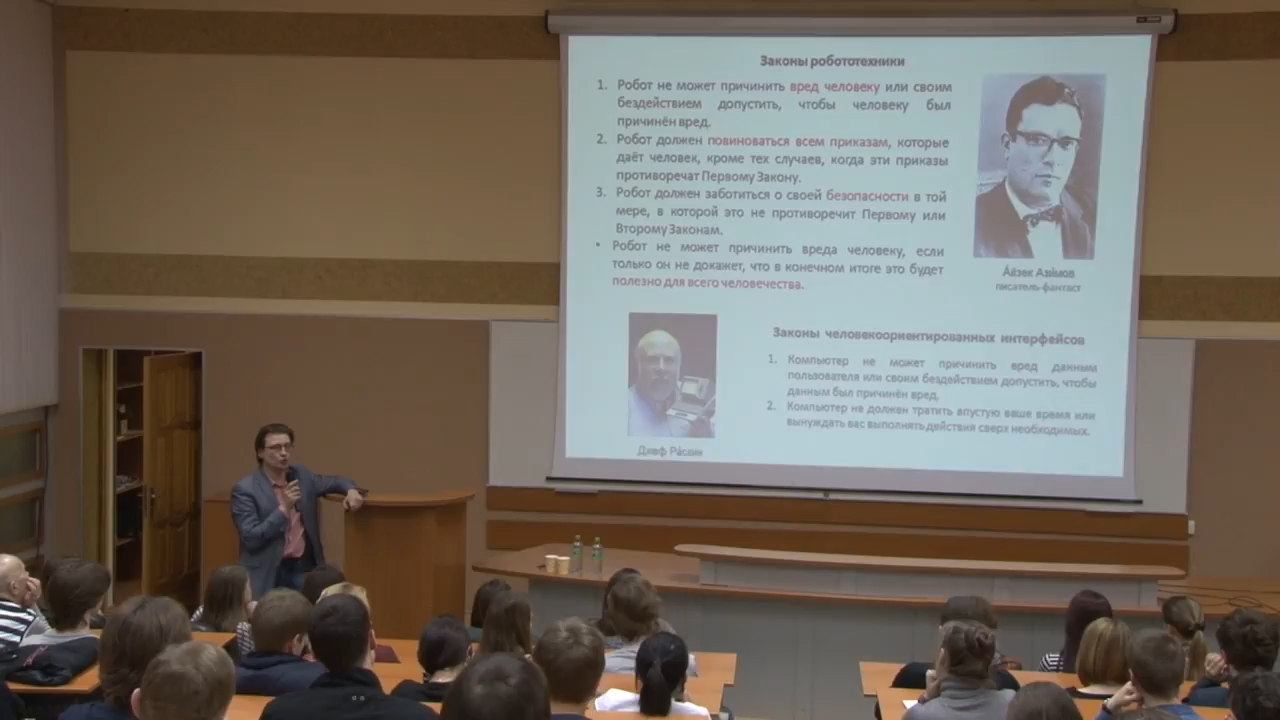 Законы робототехники
1. Робот не может причинить вред человеку или своим
бездействием допустить, чтобы человеку был
причинён вред.
2. Робот должен повиноваться всем приказам, которые
даёт человек, кроме тех случаев, когда эти приказы
противоречат Первому Закону.
3. Робот должен заботиться о своей безопасности в той
мере, в которой это не противоречит Первому или
Второму Законам.
• Робот не может причинить вреда человеку, если
только он не докажет, что в конечном итоге это будет
полезно для всего человечества.
А́йзек Ази́мов
писатель-фантаст
Законы человекоориентированных интерфейсов
1. Компьютер не может причинить вред данным
пользователя или своим бездействием допустить, чтобы
данным был причинён вред.
2. Компьютер не должен тратить впустую ваше время или
вынуждать вас выполнять действия сверх необходимых.
Джеф Ра́скин